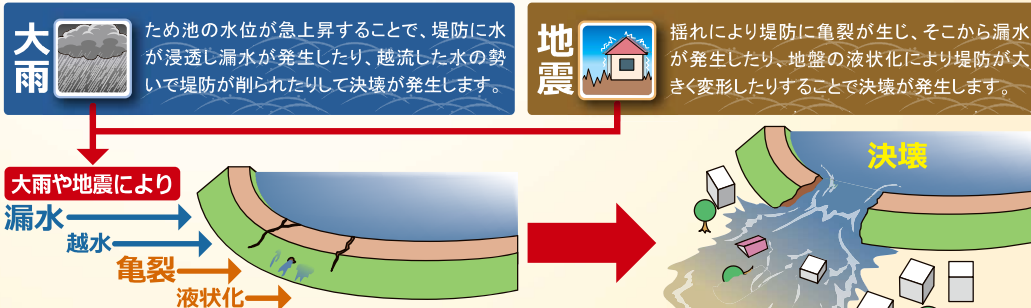 大雨
ため池の水位が急上昇することで、堤防に水
が浸透し漏水が発生したり、越流した水の勢
いで堤防が削られたりして決壊が発生します。
地震
揺れにより堤防に亀裂が生じ、そこから漏水
が発生したり、地盤の液状化により堤防が大
きく変形したりすることで決壊が発生します。
大雨や地震により
漏水
越水
亀裂
液状化
決壊